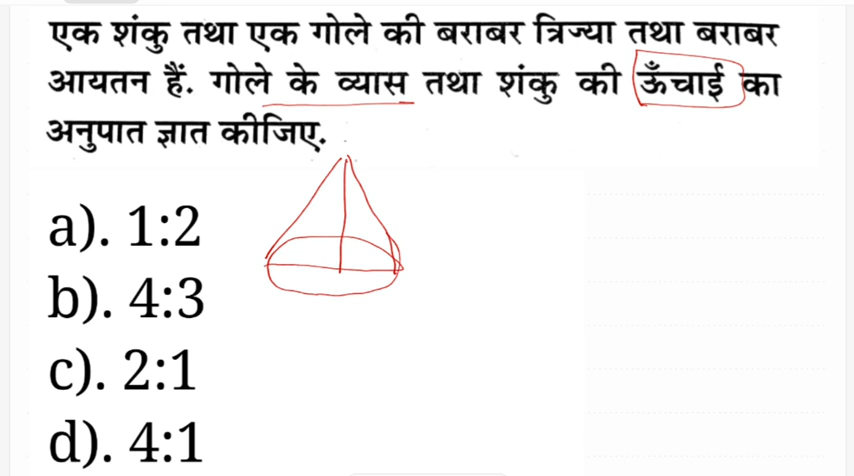 एक शंकु तथा एक गोले की बराबर त्रिज्या तथा बराबर
आयतन हैं. गोले के व्यास तथा शंकु की ऊँचाई का
अनुपात ज्ञात कीजिए.
a). 1:2
b). 4:3
c). 2:1
d). 4:1